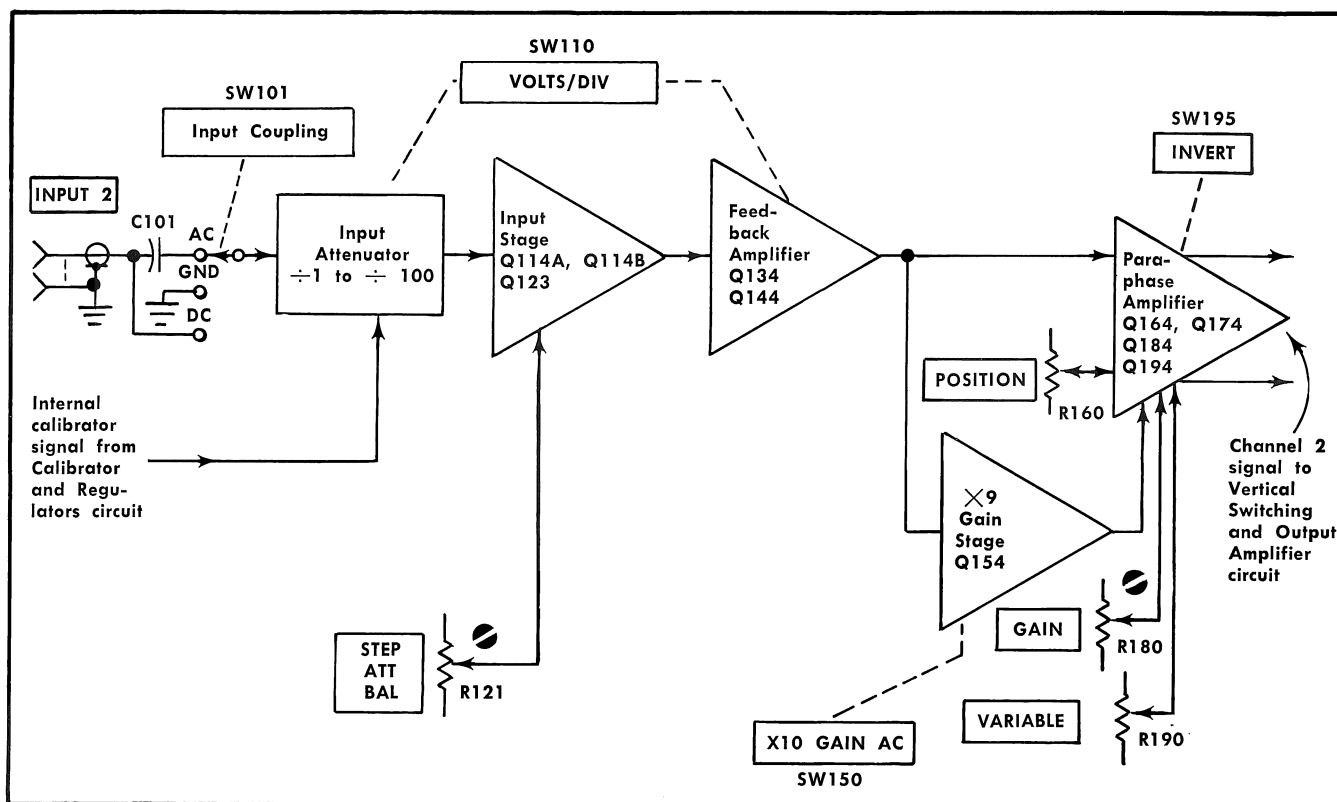 SW110
VOLTS/DIV
SW101
Input Coupling
SW195
INVERT
INPUT 2
C101
AC
GND
DC
Input
Attenuator
÷1 to ÷ 100
Input
Stage
Q114A, Q114B
Q123
Feed-
back
Amplifier
Q134
Q144
Para-
phase
Amplifier
Q164, Q174
Q184
Q194
POSITION
R160
Internal
calibrator
signal from
Calibrator
and Regu-
lators circuit
Channel 2
signal to
Vertical
Switching
and Output
Amplifier
circuit
×9
Gain
Stage
Q154
STEP
ATT
BAL
R121
GAIN
R180
VARIABLE
R190
X10 GAIN AC
SW150